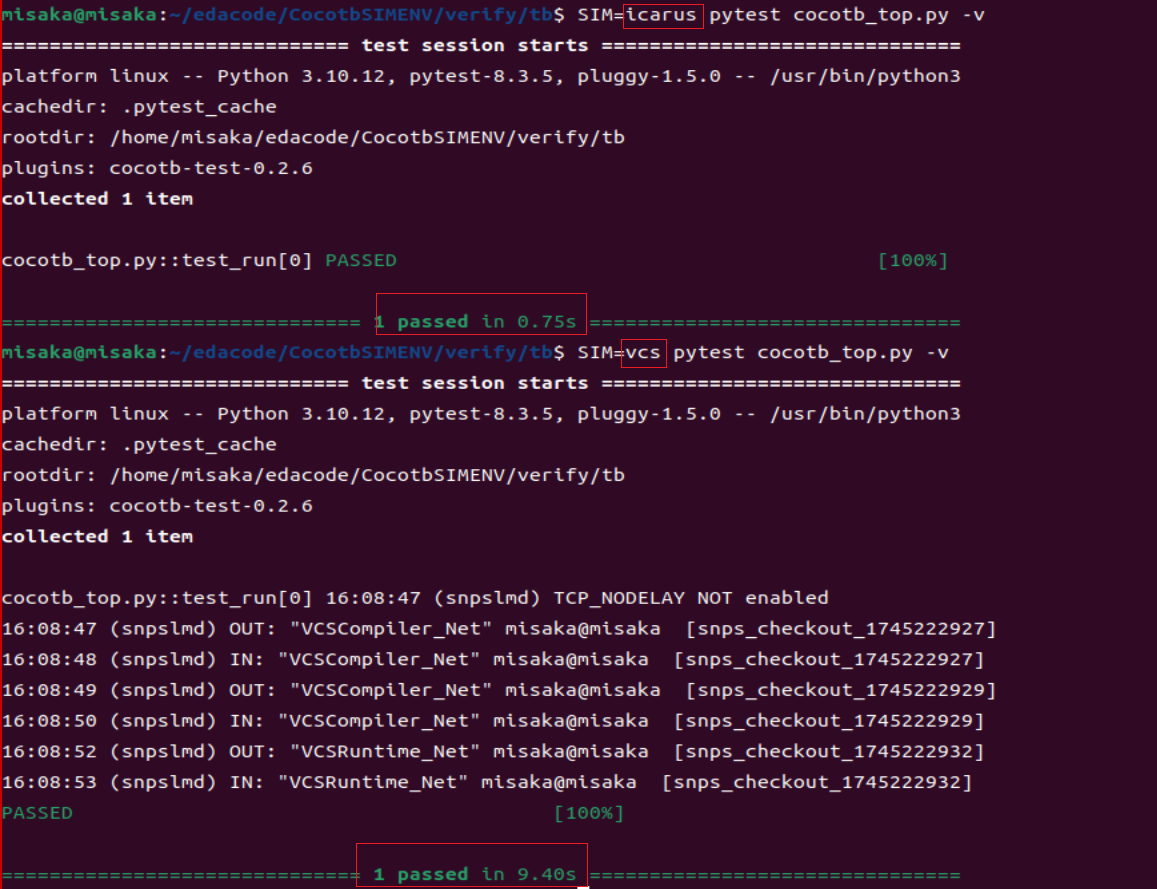 misaka@misaka:~/edacode/CocotbSIMENV/verify/tb$ SIM=icarus pytest cocotb_top.py -v
============================= test session starts ==============================
platform linux -- Python 3.10.12, pytest-8.3.5, pluggy-1.5.0 -- /usr/bin/python3
cachedir: .pytest_cache
rootdir: /home/misaka/edacode/CocotbSIMENV/verify/tb
plugins: cocotb-test-0.2.6
collected 1 item
cocotb_top.py::test_run[0] PASSED [100%]
============================== 1 passed in 0.75s ===============================
misaka@misaka:~/edacode/CocotbSIMENV/verify/tb$ SIM=vcs pytest cocotb_top.py -v
============================= test session starts ==============================
platform linux -- Python 3.10.12, pytest-8.3.5, pluggy-1.5.0 -- /usr/bin/python3
cachedir: .pytest_cache
rootdir: /home/misaka/edacode/CocotbSIMENV/verify/tb
plugins: cocotb-test-0.2.6
collected 1 item
cocotb_top.py::test_run[0] 16:08:47 (snpslmd) TCP_NODELAY NOT enabled
16:08:47 (snpslmd) OUT: "VCSCompiler_Net" misaka@misaka  [snps_checkout_1745222927]
16:08:48 (snpslmd) IN: "VCSCompiler_Net" misaka@misaka  [snps_checkout_1745222927]
16:08:49 (snpslmd) OUT: "VCSCompiler_Net" misaka@misaka  [snps_checkout_1745222929]
16:08:50 (snpslmd) IN: "VCSCompiler_Net" misaka@misaka  [snps_checkout_1745222929]
16:08:52 (snpslmd) OUT: "VCSRuntime_Net" misaka@misaka  [snps_checkout_1745222932]
16:08:53 (snpslmd) IN: "VCSRuntime_Net" misaka@misaka  [snps_checkout_1745222932]
PASSED [100%]
============================== 1 passed in 9.40s ===============================